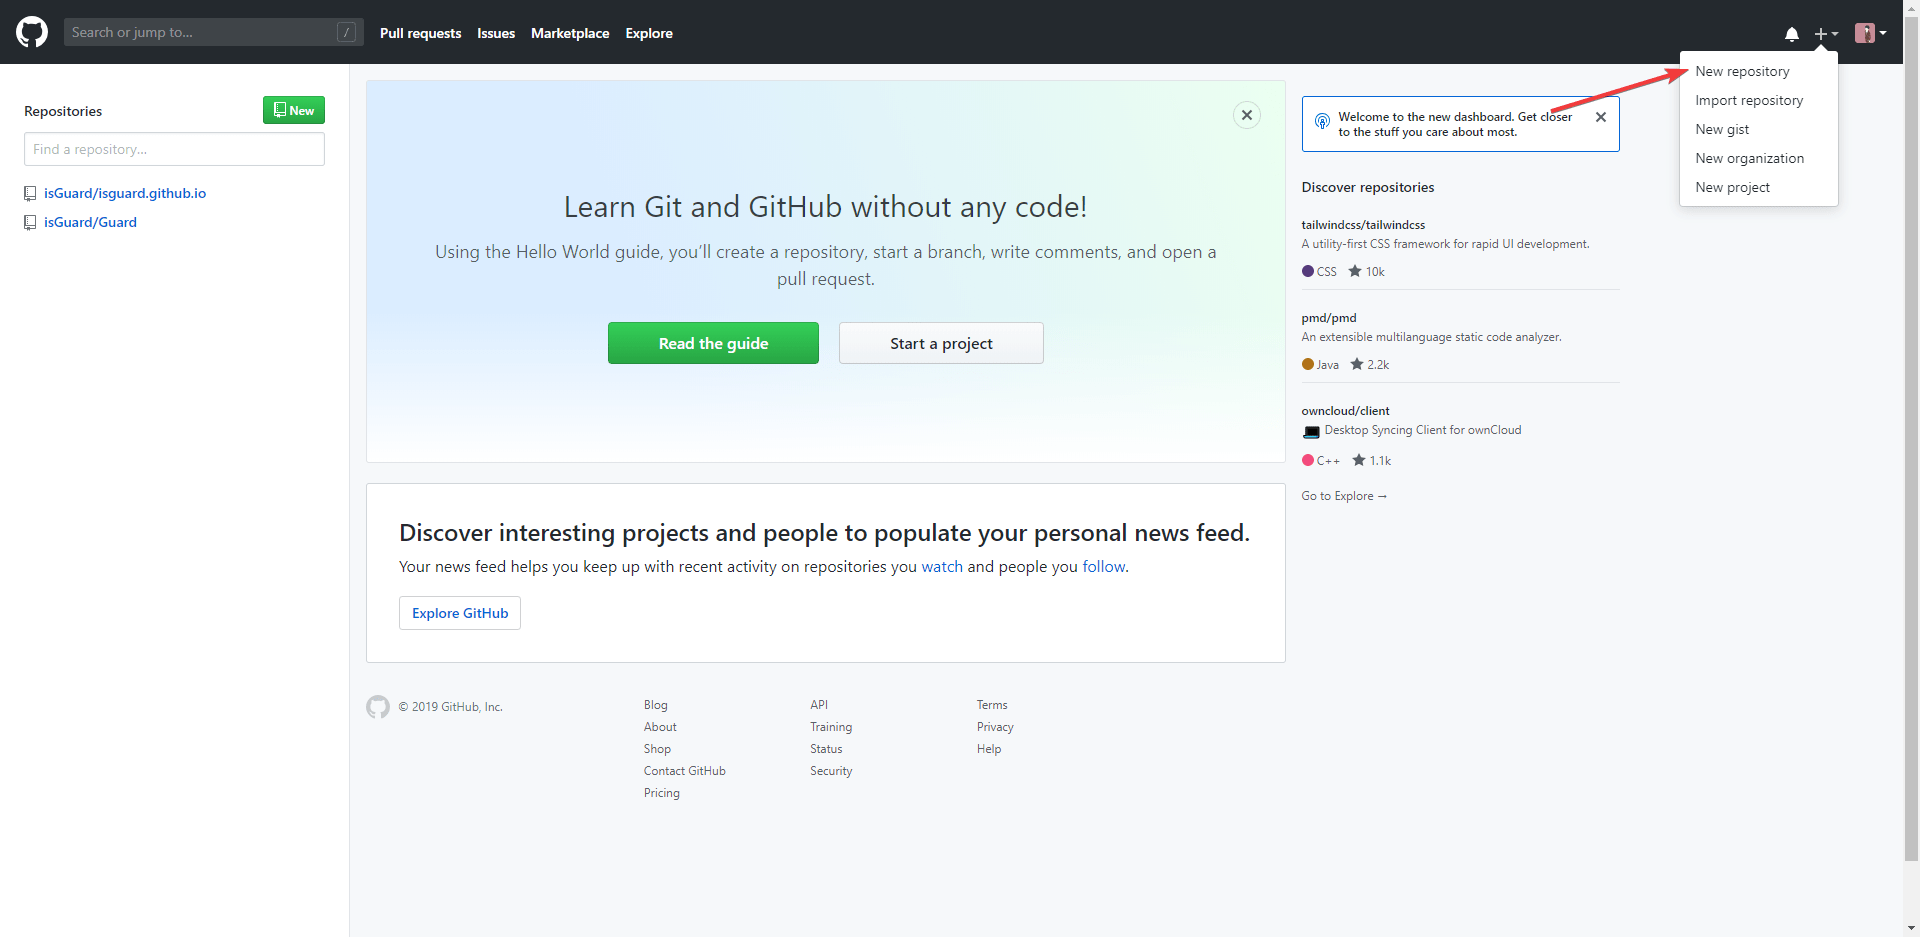 Search or jump to...
/
Pull requests
Issues
Marketplace
Explore
New repository
Import repository
New gist
New organization
New project
Repositories
New
Find a repository...
isGuard/isguard.github.io
isGuard/Guard
Learn Git and GitHub without any code!
Using the Hello World guide, you’ll create a repository, start a branch, write comments, and open a
pull request.
Read the guide
Start a project
Discover interesting projects and people to populate your personal news feed.
Your news feed helps you keep up with recent activity on repositories you watch and people you follow.
Explore GitHub
Welcome to the new dashboard. Get closer
to the stuff you care about most.
Discover repositories
tailwindcss/tailwindcss
A utility-first CSS framework for rapid UI development.
CSS 10k
pmd/pmd
An extensible multilanguage static code analyzer.
Java 2.2k
owncloud/client
Desktop Syncing Client for ownCloud
C++ 1.1k
Go to Explore →
© 2019 GitHub, Inc.
Blog
About
Shop
Contact GitHub
Pricing
API
Training
Status
Security
Terms
Privacy
Help